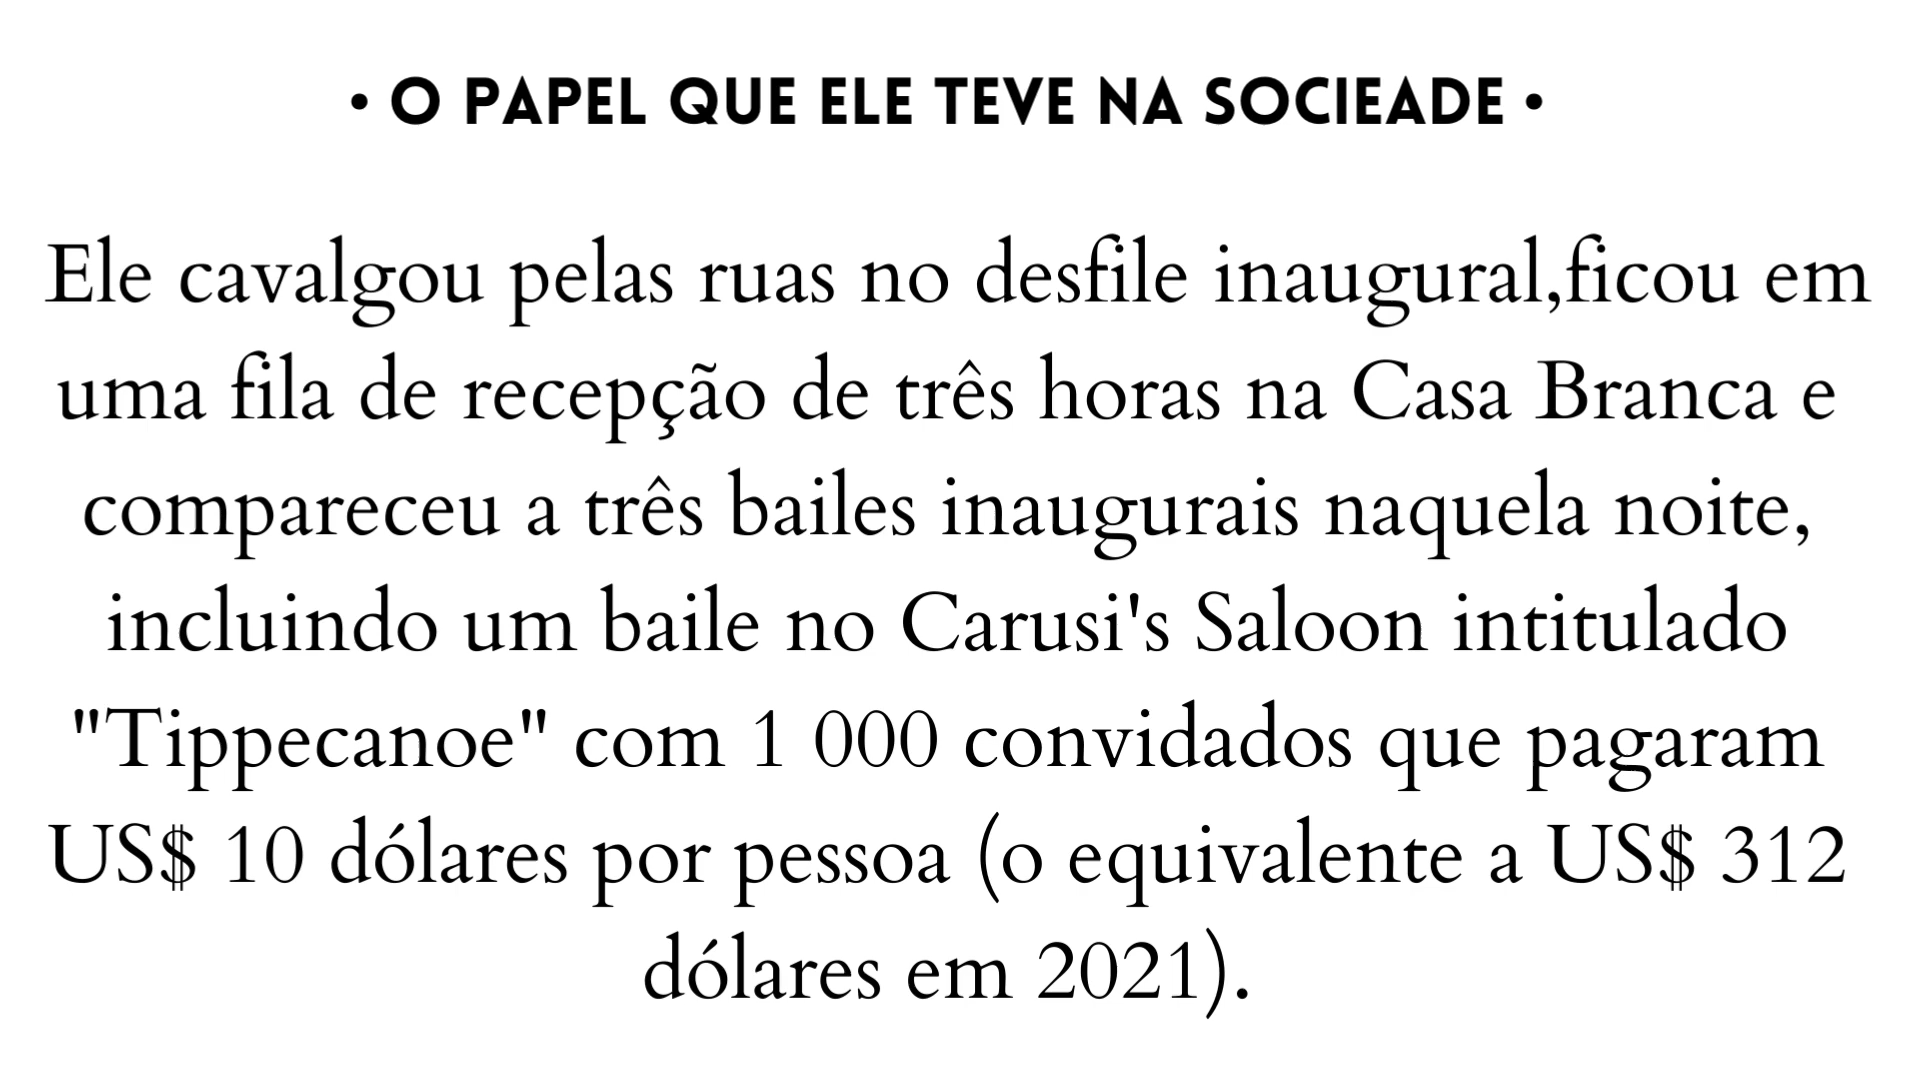 • O PAPEL QUE ELE TEVE NA SOCIEADE •
Ele cavalgou pelas ruas no desfile inaugural,ficou em
uma fila de recepção de três horas na Casa Branca e
compareceu a três bailes inaugurais naquela noite,
incluindo um baile no Carusi's Saloon intitulado
"Tippecanoe" com 1 000 convidados que pagaram
US$ 10 dólares por pessoa (o equivalente a US$ 312
dólares em 2021).